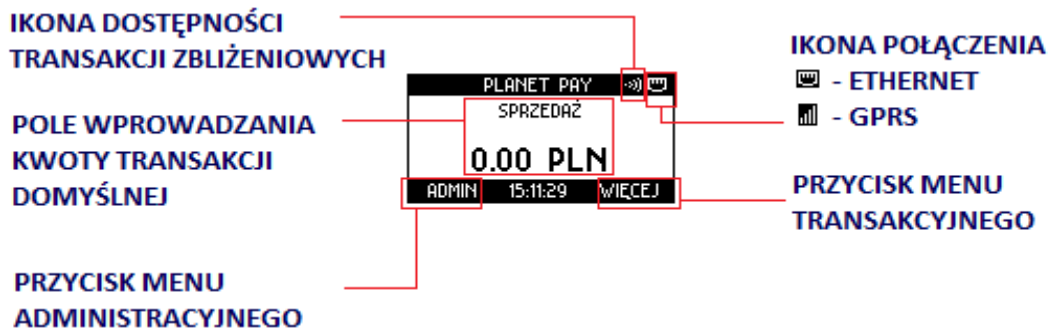 IKONA DOSTĘPNOŚCI
TRANSAKCJI ZBLIŻENIOWYCH
POLE WPROWADZANIA
KWOTY TRANSAKCJI
DOMYŚLNEJ
PRZYCISK MENU
ADMINISTRACYJNEGO
PLANET PAY
SPRZEDAŻ
0.00 PLN
ADMIN 15:11:29 WIĘCEJ
IKONA POŁĄCZENIA
- ETHERNET
- GPRS
PRZYCISK MENU
TRANSAKCYJNEGO